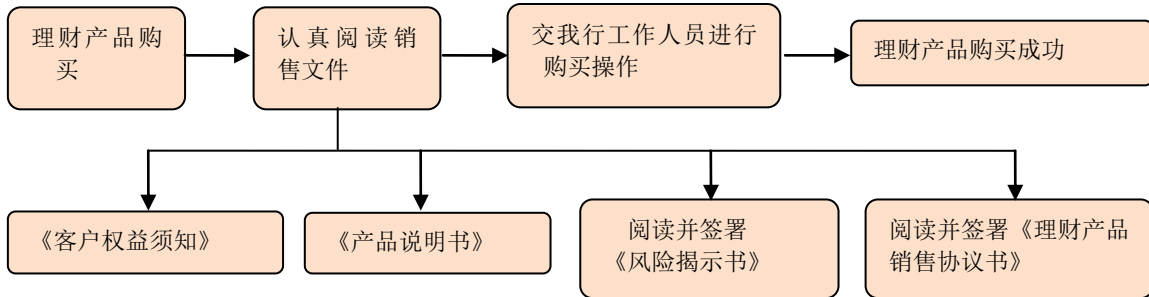 理财产品购
买
认真阅读销
售文件
交我行工作人员进行
购买操作
理财产品购买成功
《客户权益须知》
《产品说明书》
阅读并签署
《风险揭示书》
阅读并签署《理财产品
销售协议书》